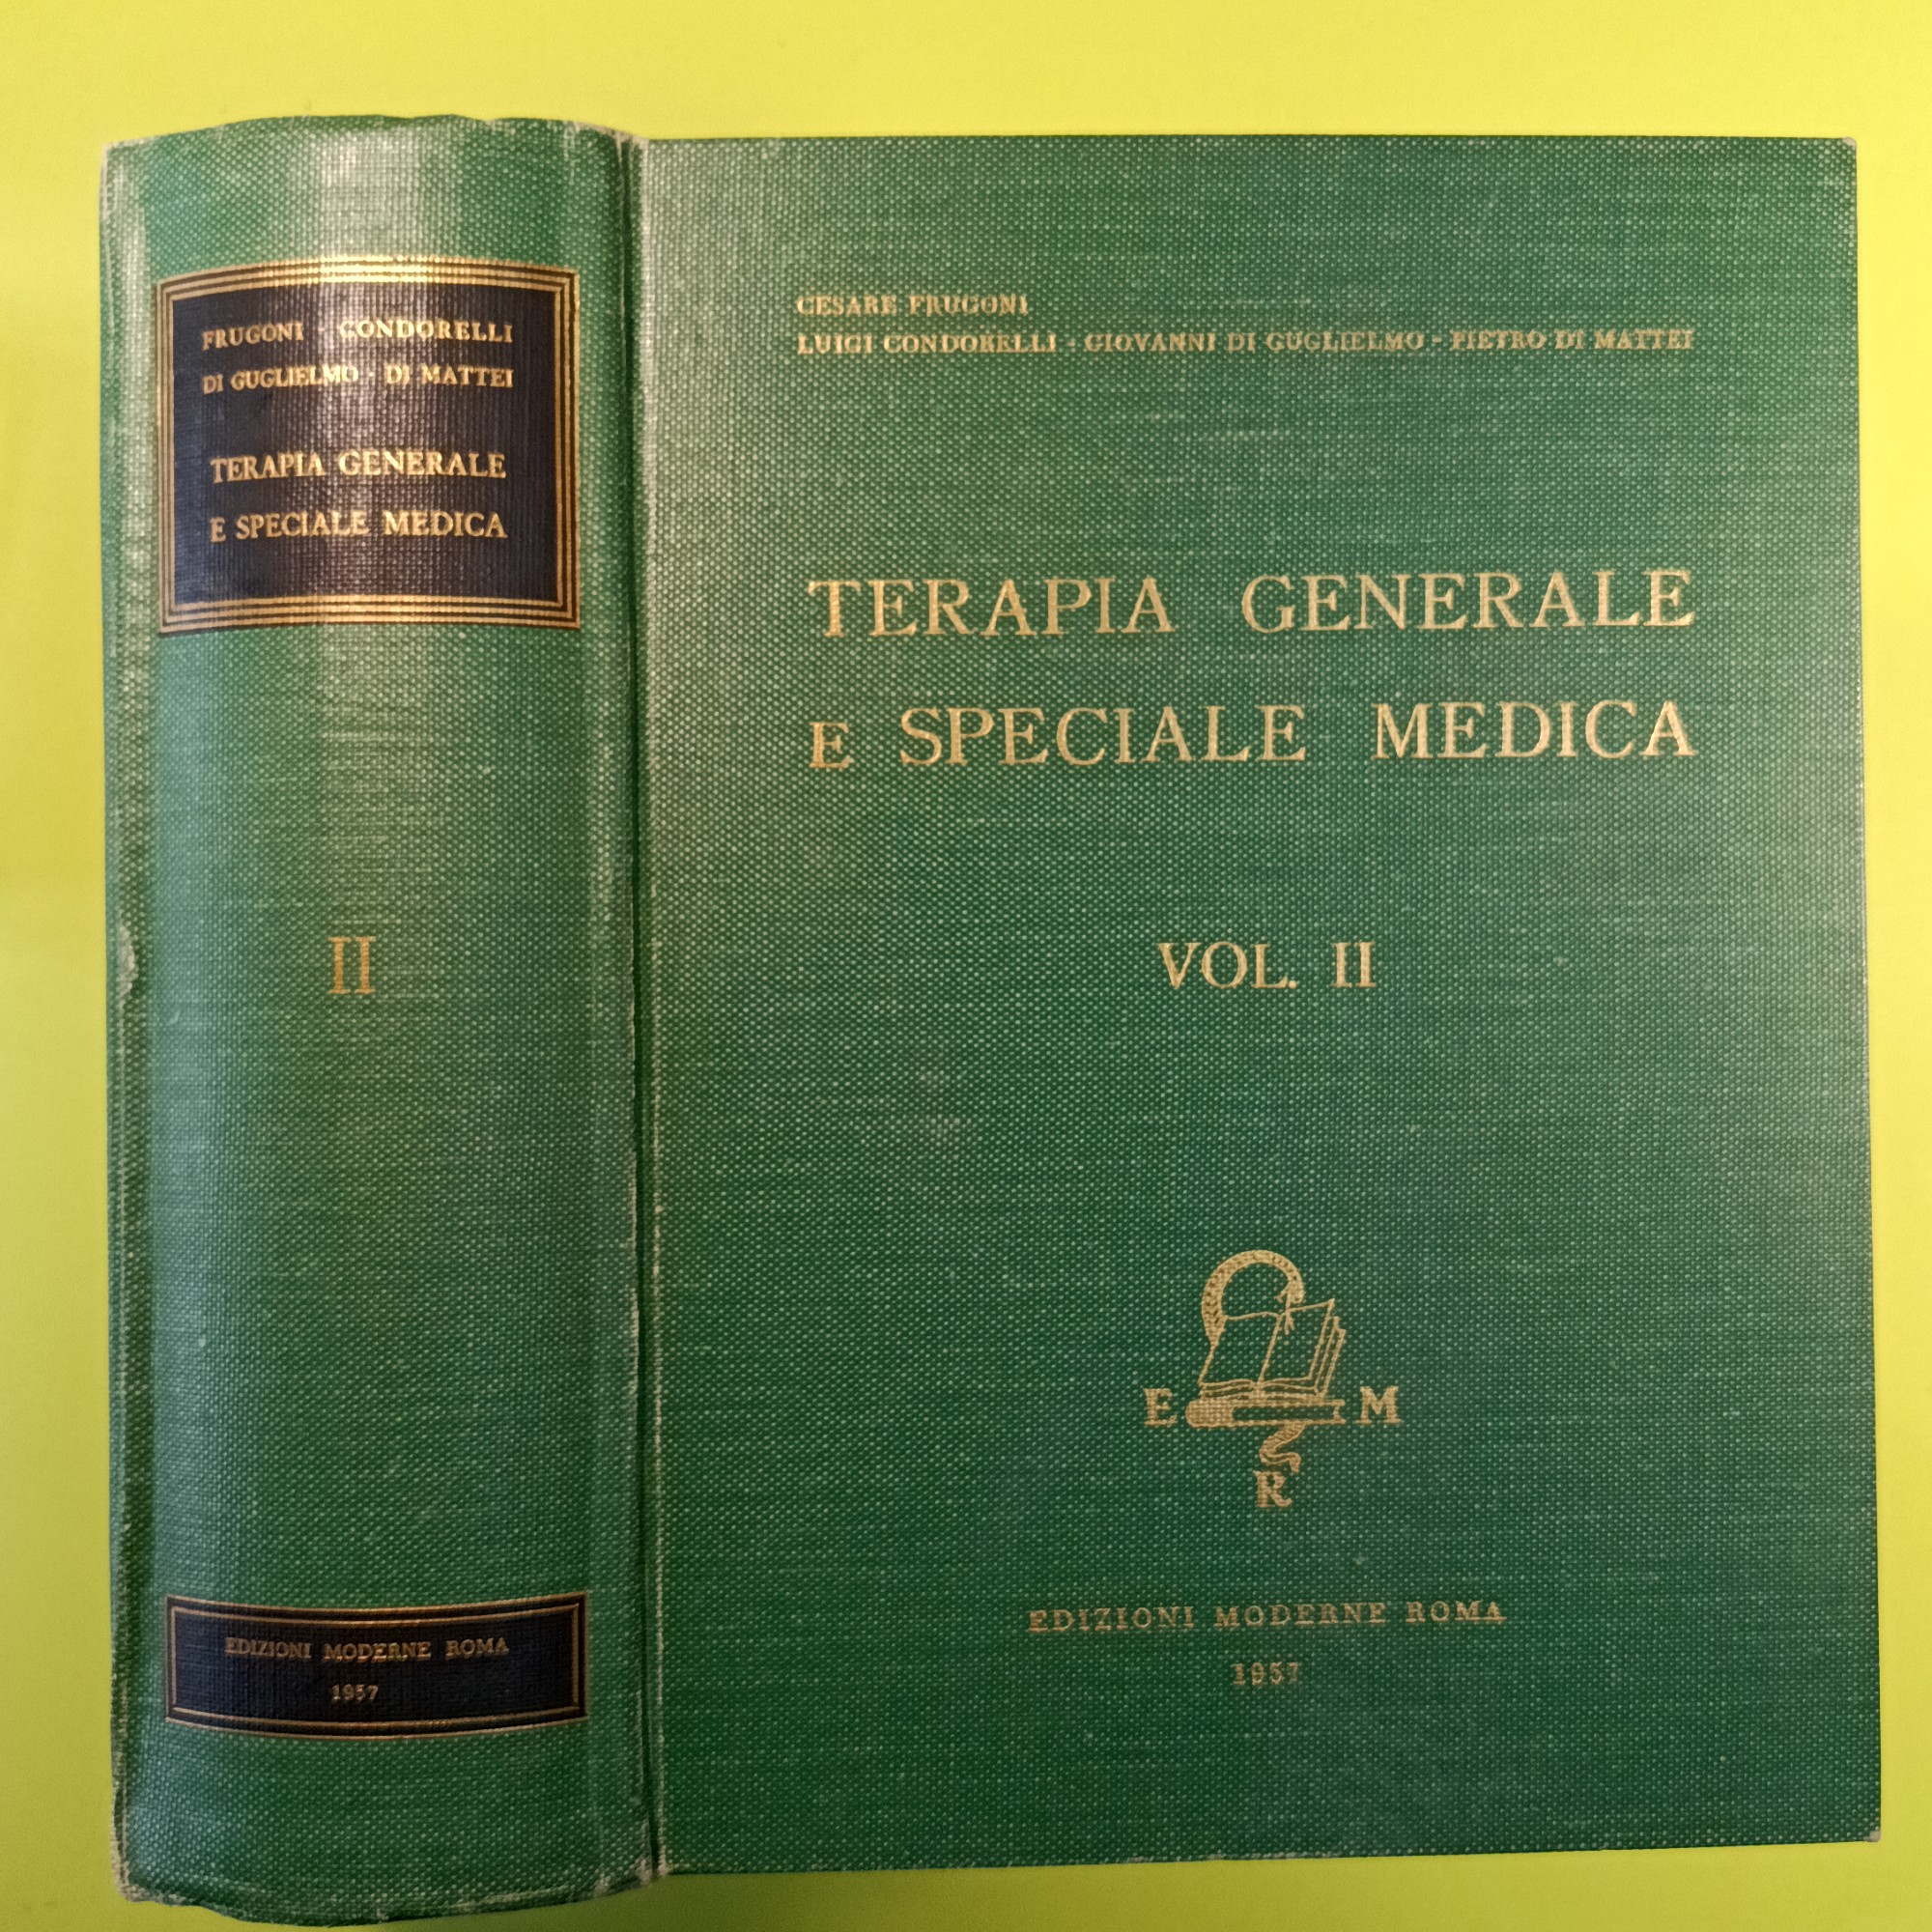 FRUGONI · CONDORELLI
DI GUGLIELMO · DI MATTEI
TERAPIA GENERALE
E SPECIALE MEDICA
II
EDIZIONI MODERNE ROMA
1957
CESARE FRUGONI
LUIGI CONDORELLI - GIOVANNI DI GUGLIELMO - PIETRO DI MATTEI
TERAPIA GENERALE
E SPECIALE MEDICA
VOL. II
E M
R
EDIZIONI MODERNE ROMA
1957